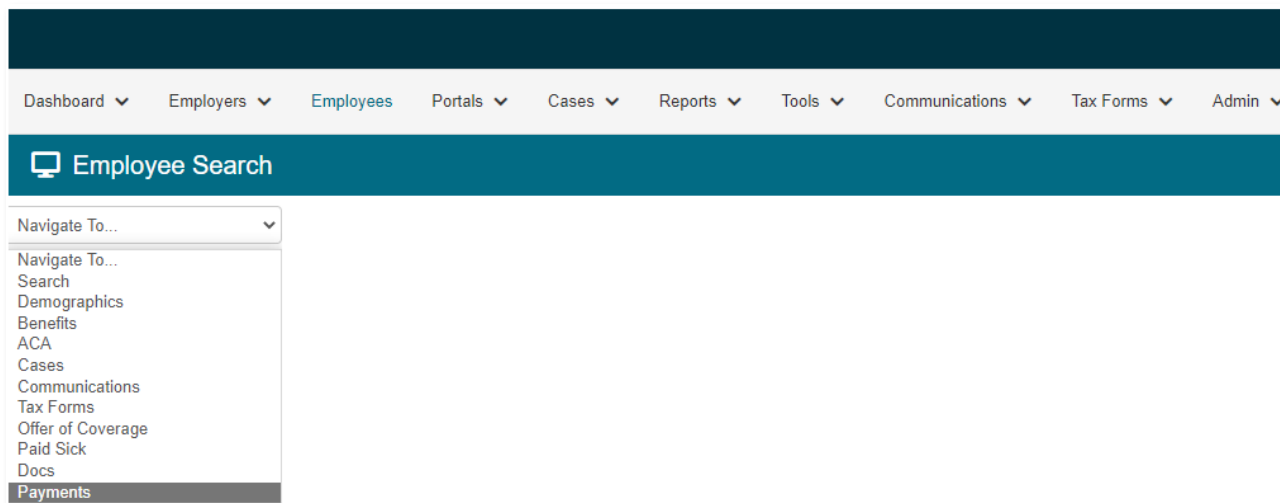 Dashboard Employers Employees Portals Cases Reports Tools Communications Tax Forms Admin
Employee Search
Navigate To...
Navigate To...
Search
Demographics
Benefits
ACA
Cases
Communications
Tax Forms
Offer of Coverage
Paid Sick
Docs
Payments